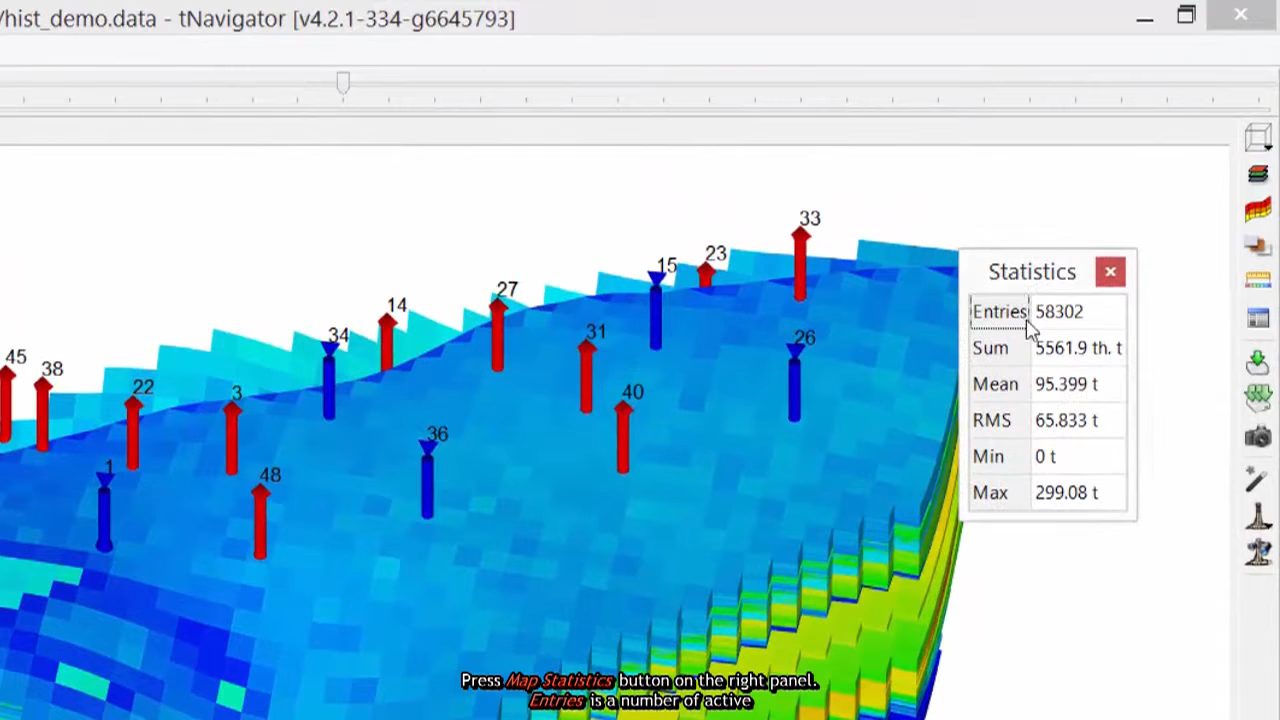 /hist_demo.data - tNavigator [v4.2.1-334-g6645793]
33
23
15
27
14
34
31
26
45
38
22
3
40
36
1
48
Statistics
Entries 58302
Sum 5561.9 th. t
Mean 95.399 t
RMS 65.833 t
Min 0 t
Max 299.08 t
Press Map Statistics button on the right panel.
Entries is a number of active